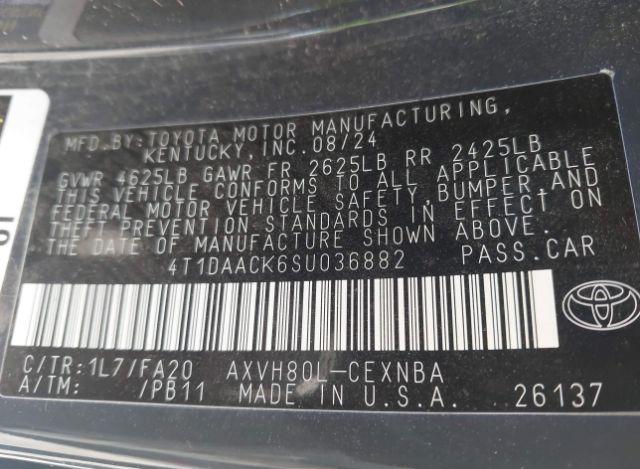 MFD.BY:TOYOTA MOTOR MANUFACTURING,
KENTUCKY, INC. 08/24
GVWR 4625LB GAWR FR 2625LB RR 2425LB
THIS VEHICLE CONFORMS TO ALL APPLICABLE
FEDERAL MOTOR VEHICLE SAFETY, BUMPER, AND
THEFT PREVENTION STANDARDS IN EFFECT ON
THE DATE OF MANUFACTURE SHOWN ABOVE.
4T1DAACK6SU036882 PASS.CAR
C/TR:1L7/FA20 AXVH80L-CEXNBA
A/TM: /PB11 MADE IN U.S.A. 26137